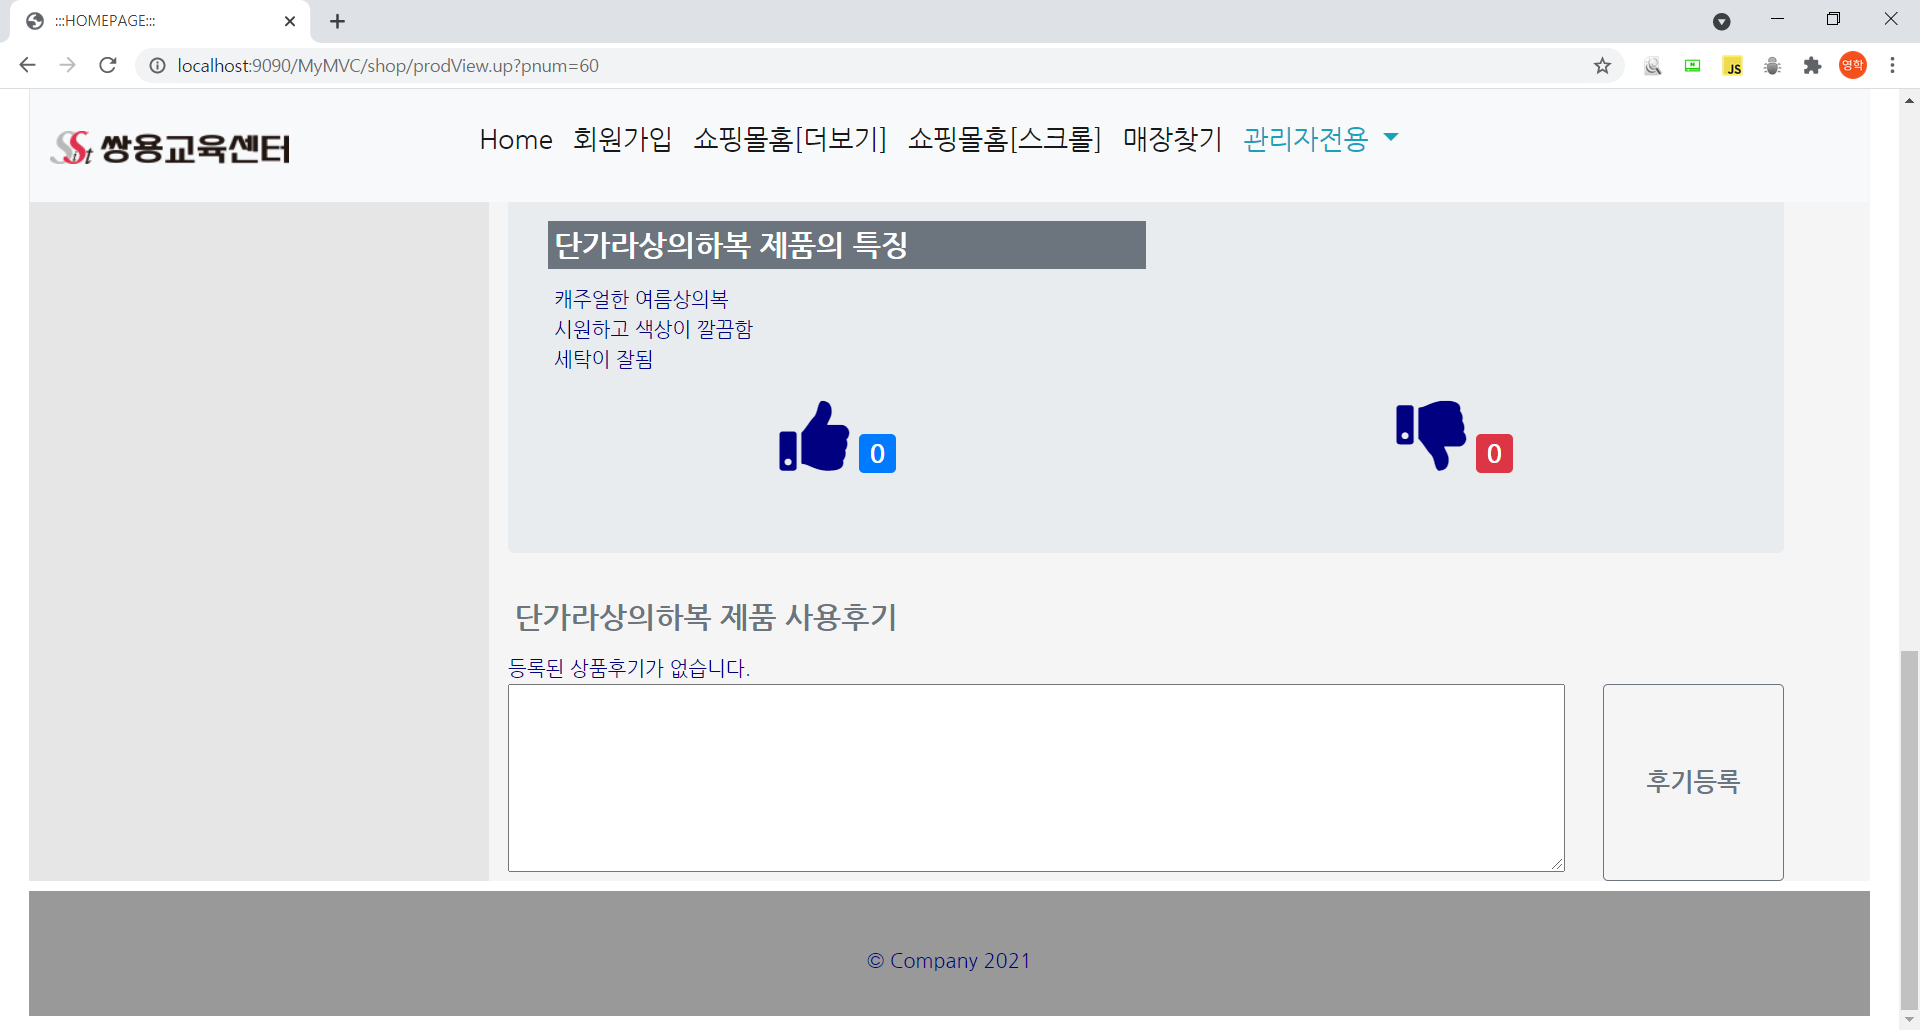 :::HOMEPAGE:::
localhost:9090/MyMVC/shop/prodView.up?pnum=60
JS
영학
SSist 쌍용교육센터
Home 회원가입 쇼핑몰홈[더보기] 쇼핑몰홈[스크롤] 매장찾기 관리자전용
단가라상의하복 제품의 특징
캐주얼한 여름상의복
시원하고 색상이 깔끔함
세탁이 잘됨
0
0
단가라상의하복 제품 사용후기
등록된 상품후기가 없습니다.
후기등록
© Company 2021